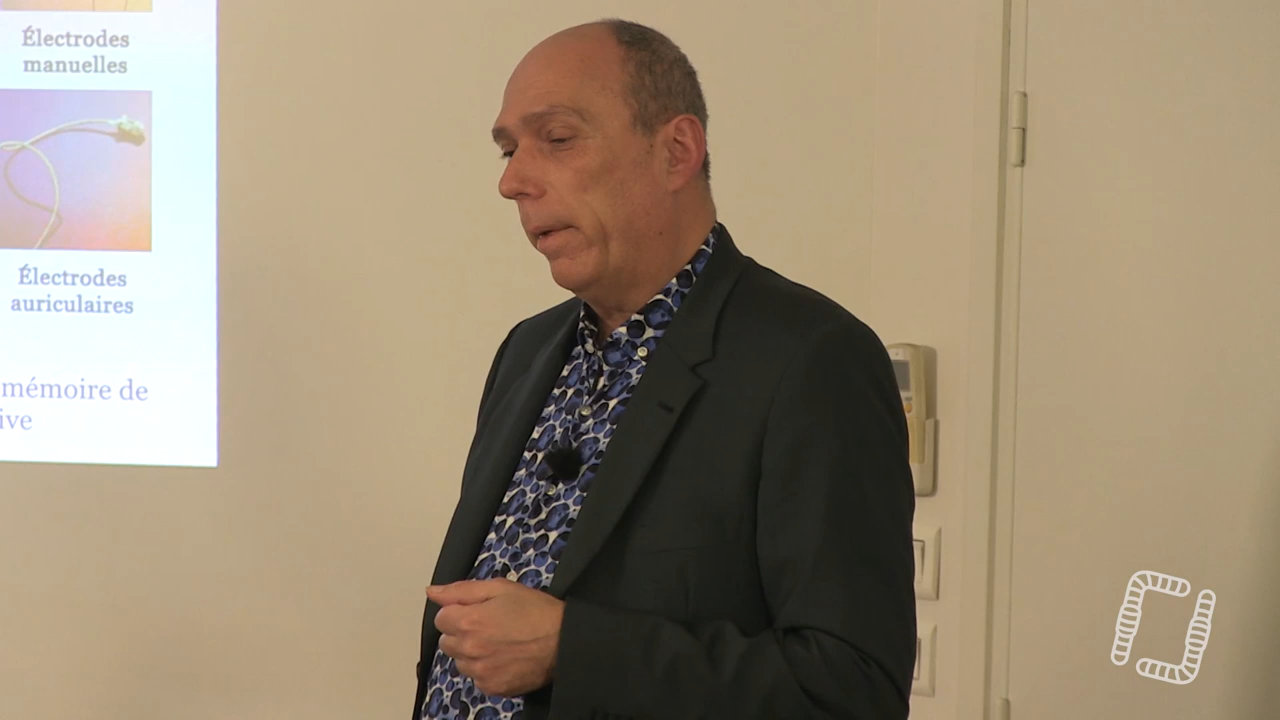 Électrodes
manuelles
Électrodes
auriculaires
mémoire de
ive